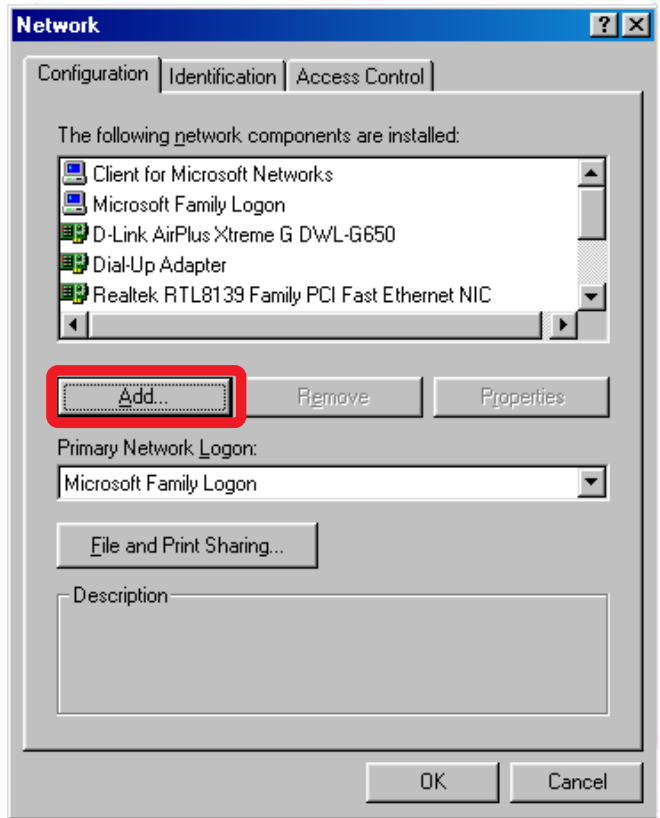 Network
Configuration Identification Access Control
The following network components are installed:
Client for Microsoft Networks
Microsoft Family Logon
D-Link AirPlus Xtreme G DWL-G650
Dial-Up Adapter
Realtek RTL8139 Family PCI Fast Ethernet NIC
Add... Remove Properties
Primary Network Logon:
Microsoft Family Logon
File and Print Sharing...
Description
OK Cancel